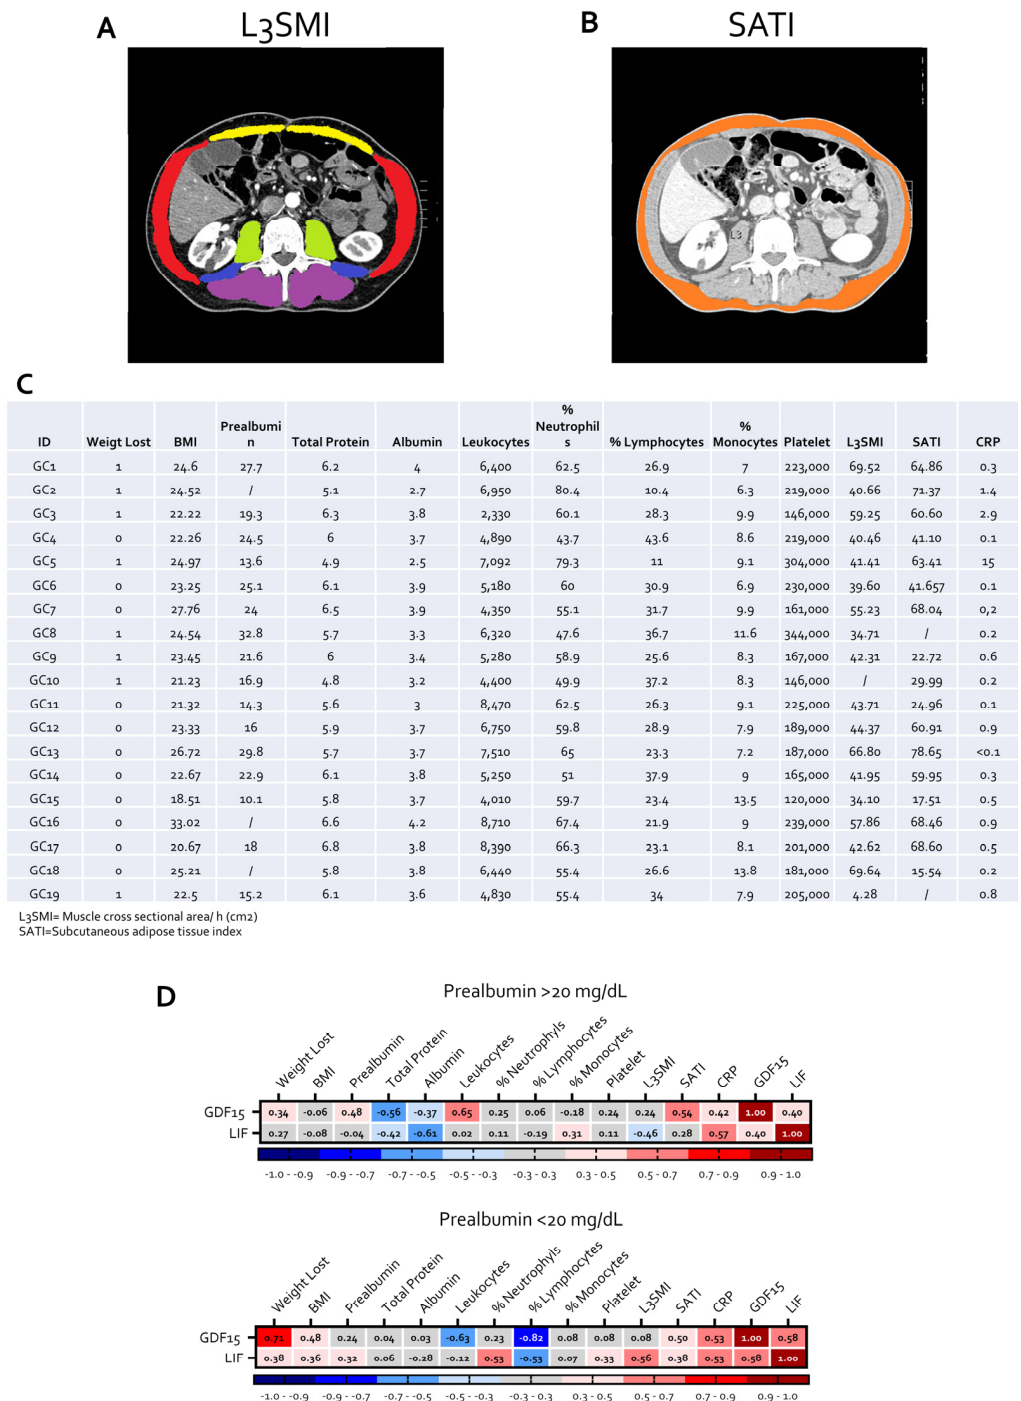 A L3SMI
B SATI
L3
C
ID Weigt Lost BMI Prealbumi n Total Protein Albumin Leukocytes % Neutrophil s % Lymphocytes % Monocytes Platelet L3SMI SATI CRP
GC1 1 24.6 27.7 6.2 4 6,400 62.5 26.9 7 223,000 69.52 64.86 0.3
GC2 1 24.52 / 5.1 2.7 6,950 80.4 10.4 6.3 219,000 40.66 71.37 1.4
GC3 1 22.22 19.3 6.3 3.8 2,330 60.1 28.3 9.9 146,000 59.25 60.60 2.9
GC4 0 22.26 24.5 6 3.7 4,890 43.7 43.6 8.6 219,000 40.46 41.10 0.1
GC5 1 24.97 13.6 4.9 2.5 7,092 79.3 11 9.1 304,000 41.41 63.41 15
GC6 0 23.25 25.1 6.1 3.9 5,180 60 30.9 6.9 230,000 39.60 41.657 0.1
GC7 0 27.76 24 6.5 3.9 4,350 55.1 31.7 9.9 161,000 55.23 68.04 0,2
GC8 1 24.54 32.8 5.7 3.3 6,320 47.6 36.7 11.6 344,000 34.71 / 0.2
GC9 1 23.45 21.6 6 3.4 5,280 58.9 25.6 8.3 167,000 42.31 22.72 0.6
GC10 1 21.23 16.9 4.8 3.2 4,400 49.9 37.2 8.3 146,000 / 29.99 0.2
GC11 0 21.32 14.3 5.6 3 8,470 62.5 26.3 9.1 225,000 43.71 24.96 0.1
GC12 0 23.33 16 5.9 3.7 6,750 59.8 28.9 7.9 189,000 44.37 60.91 0.9
GC13 0 26.72 29.8 5.7 3.7 7,510 65 23.3 7.2 187,000 66.80 78.65 <0.1
GC14 0 22.67 22.9 6.1 3.8 5,250 51 37.9 9 165,000 41.95 59.95 0.3
GC15 0 18.51 10.1 5.8 3.7 4,010 59.7 23.4 13.5 120,000 34.10 17.51 0.5
GC16 0 33.02 / 6.6 4.2 8,710 67.4 21.9 9 239,000 57.86 68.46 0.9
GC17 0 20.67 18 6.8 3.8 8,390 66.3 23.1 8.1 201,000 42.62 68.60 0.5
GC18 0 25.21 / 5.8 3.8 6,440 55.4 26.6 13.8 181,000 69.64 15.54 0.2
GC19 1 22.5 15.2 6.1 3.6 4,830 55.4 34 7.9 205,000 4.28 / 0.8
L3SMI= Muscle cross sectional area/ h (cm2)
SATI=Subcutaneous adipose tissue index
D
Prealbumin >20 mg/dL
Weight Lost BMI Prealbumin Total Protein Albumin Leukocytes % Neutrophyls % Lymphocytes % Monocytes Platelet L3SMI SATI CRP GDF15 LIF
GDF15 0.34 -0.06 0.48 -0.56 -0.37 0.65 0.25 0.06 -0.18 0.24 0.24 0.54 0.42 1.00 0.40
LIF 0.27 -0.08 -0.04 -0.42 -0.61 0.02 0.11 -0.19 0.31 0.11 -0.46 0.28 0.57 0.40 1.00
-1.0 - -0.9 -0.9 - -0.7 -0.7 - -0.5 -0.5 - -0.3 -0.3 - 0.3 0.3 - 0.5 0.5 - 0.7 0.7 - 0.9 0.9 - 1.0
Prealbumin <20 mg/dL
Weight Lost BMI Prealbumin Total Protein Albumin Leukocytes % Neutrophyls % Lymphocytes % Monocytes Platelet L3SMI SATI CRP GDF15 LIF
GDF15 0.71 0.48 0.24 0.04 0.03 -0.63 0.23 -0.82 0.08 0.08 0.08 0.50 0.53 1.00 0.58
LIF 0.38 0.36 0.32 0.06 -0.28 -0.12 0.53 -0.53 0.07 0.33 0.56 0.38 0.53 0.58 1.00
-1.0 - -0.9 -0.9 - -0.7 -0.7 - -0.5 -0.5 - -0.3 -0.3 - 0.3 0.3 - 0.5 0.5 - 0.7 0.7 - 0.9 0.9 - 1.0